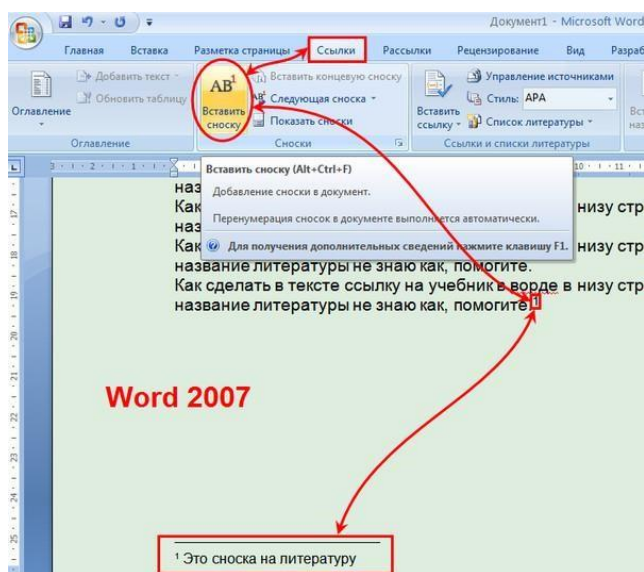 Документ1 - Microsoft Word
Главная Вставка Разметка страницы Ссылки Рассылки Рецензирование Вид
Добавить текст Вставить концевую сноску Управление источниками
Обновить таблицу АВ¹ Следующая сноска Стиль: APA
Оглавление Вставить сноску Показать сноски Вставить ссылку Список литературы
Оглавление Сноски Ссылки и списки литературы
Вставить сноску (Alt+Ctrl+F)
Добавление сноски в документ.
Перенумерация сносок в документе выполняется автоматически.
Для получения дополнительных сведений нажмите клавишу F1.
наз
Как низу стр
наз
Как низу стр
название литературы не знаю как, помогите.
Как сделать в тексте ссылку на учебник в ворде в низу стр
название литературы не знаю как, помогите.¹
Word 2007
¹ Это сноска на литературу